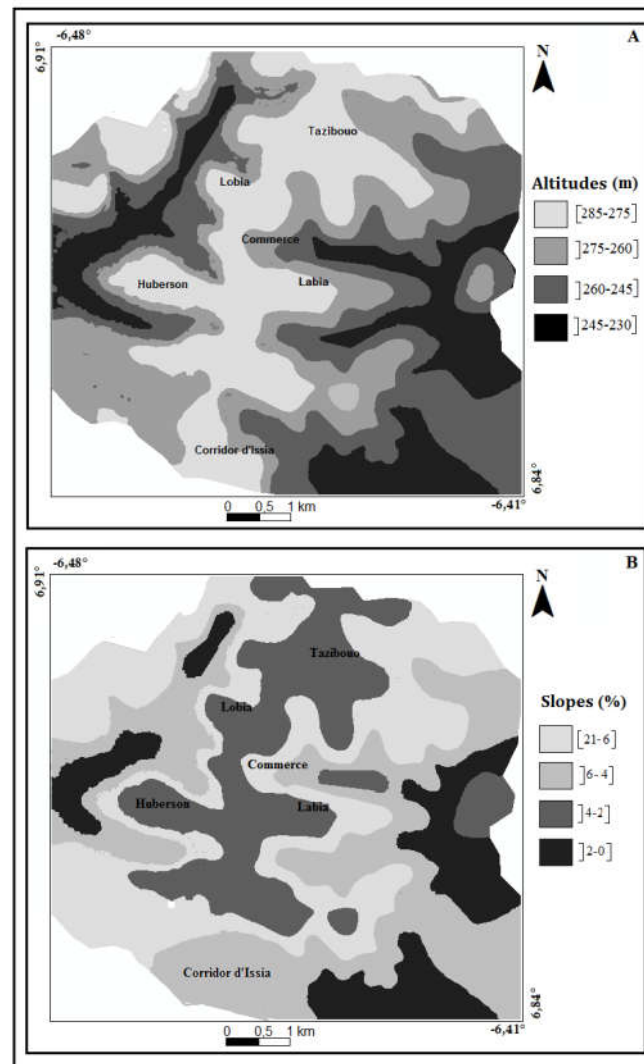 A
-6,48°
6,91°
N
Tazibouo
Lobia
Commerce
Huberson
Labia
Corridor d'Issia
Altitudes (m)
[285-275]
]275-260]
]260-245]
]245-230]
0 0,5 1 km
6,84°
-6,41°
B
-6,48°
6,91°
N
Tazibouo
Lobia
Commerce
Huberson
Labia
Corridor d'Issia
Slopes (%)
[21-6]
]6-4]
]4-2]
]2-0]
0 0,5 1 km
6,84°
-6,41°